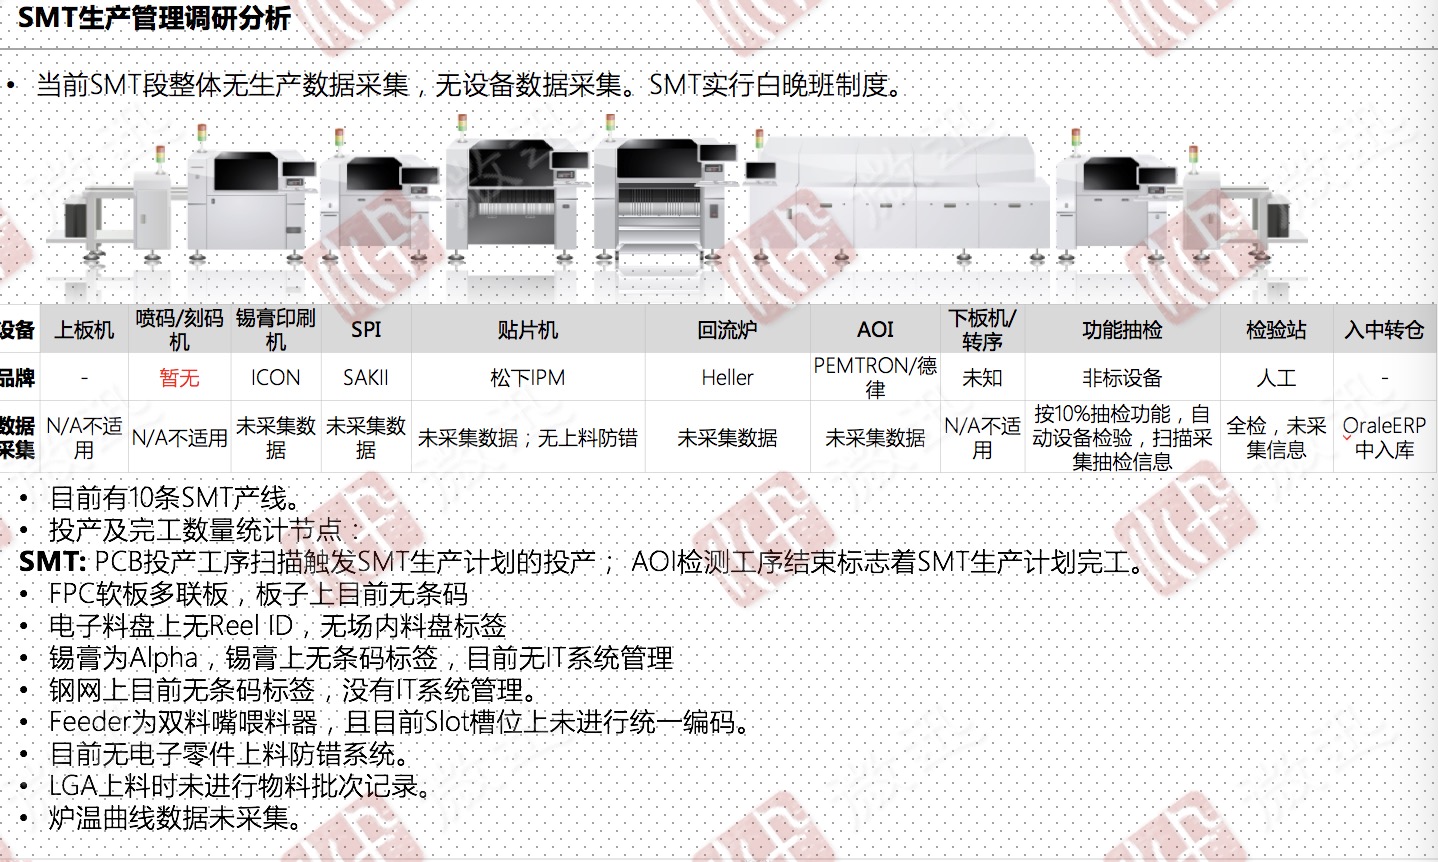 SMT生产管理调研分析
• 当前SMT段整体无生产数据采集，无设备数据采集。SMT实行白晚班制度。
设备 上板机 喷码/刻码机 锡膏印刷机 SPI 贴片机 回流炉 AOI 下板机/转序 功能抽检 检验站 入中转仓
品牌 - 暂无 ICON SAKII 松下IPM Heller PEMTRON/德律 未知 非标设备 人工 -
数据采集 N/A不适用 N/A不适用 未采集数据 未采集数据 未采集数据；无上料防错 未采集数据 未采集数据 N/A不适用 按10%抽检功能，自动设备检验，扫描采集抽检信息 全检，未采集信息 OraleERP中入库
• 目前有10条SMT产线。
• 投产及完工数量统计节点：
SMT: PCB投产工序扫描触发SMT生产计划的投产； AOI检测工序结束标志着SMT生产计划完工。
• FPC软板多联板，板子上目前无条码
• 电子料盘上无Reel ID，无场内料盘标签
• 锡膏为Alpha，锡膏上无条码标签，目前无IT系统管理
• 钢网上目前无条码标签，没有IT系统管理。
• Feeder为双料嘴喂料器，且目前Slot槽位上未进行统一编码。
• 目前无电子零件上料防错系统。
• LGA上料时未进行物料批次记录。
• 炉温曲线数据未采集。